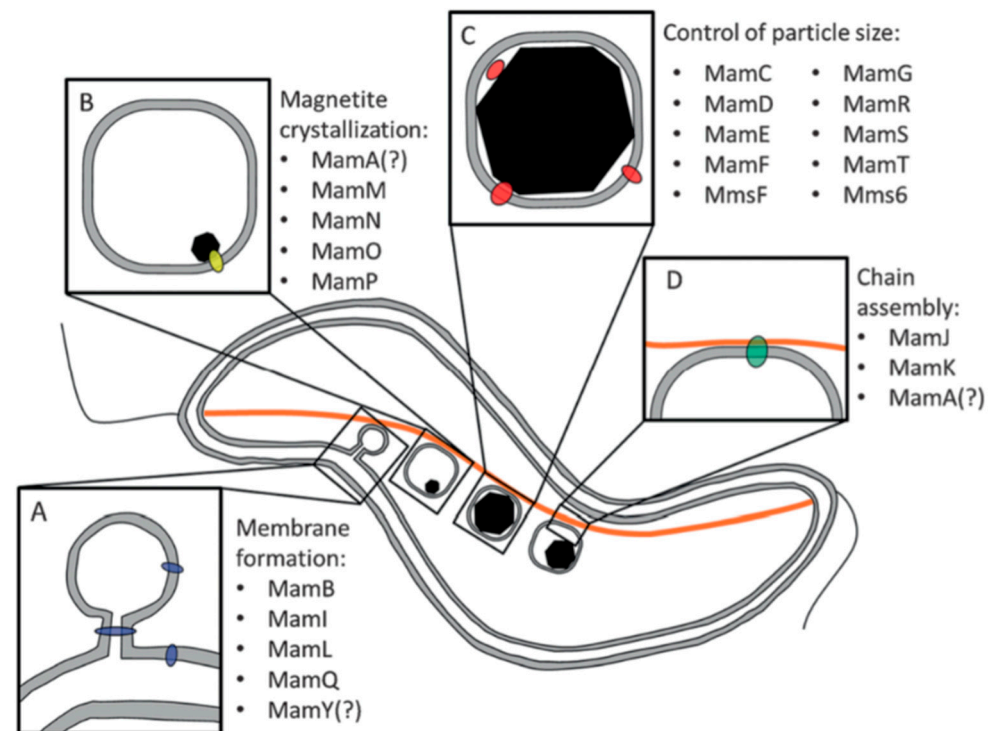 A
Membrane
formation:
• MamB
• MamI
• MamL
• MamQ
• MamY(?)
B
Magnetite
crystallization:
• MamA(?)
• MamM
• MamN
• MamO
• MamP
C
Control of particle size:
• MamC • MamG
• MamD • MamR
• MamE • MamS
• MamF • MamT
• MmsF • Mms6
D
Chain
assembly:
• MamJ
• MamK
• MamA(?)